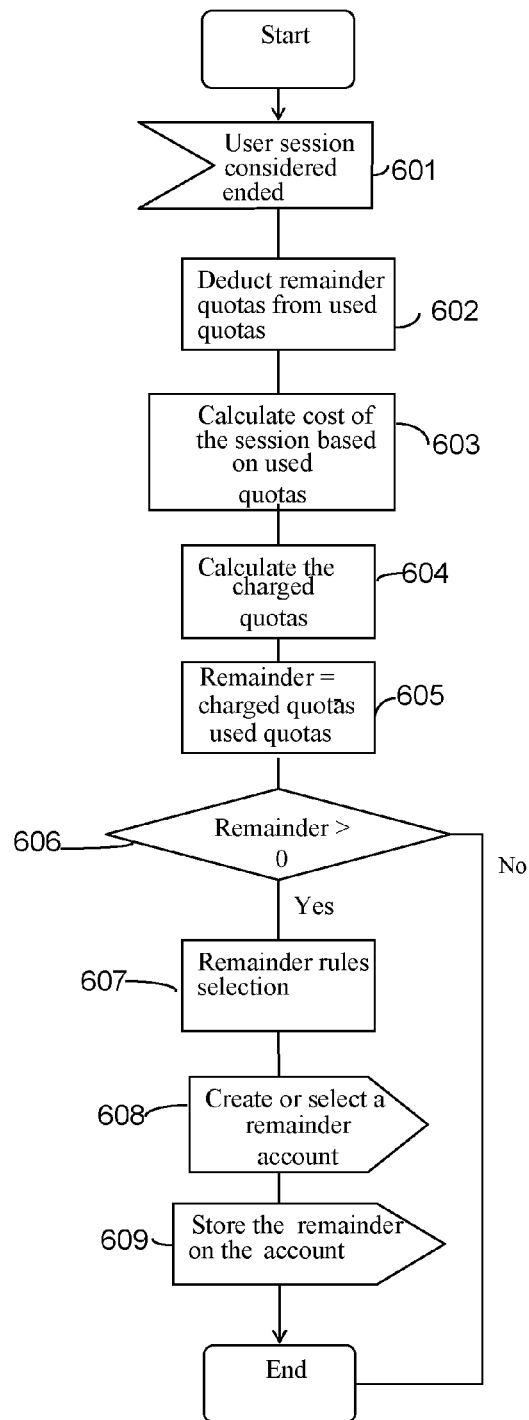 Start
User session
considered
ended
601
Deduct remainder
quotas from used
quotas
602
Calculate cost of
the session based
on used
quotas
603
Calculate the
charged
quotas
604
Remainder =
charged quotas-
used quotas
605
Remainder >
0
606
No
Yes
Remainder rules
selection
607
Create or select a
remainder
account
608
Store the remainder
on the account
609
End